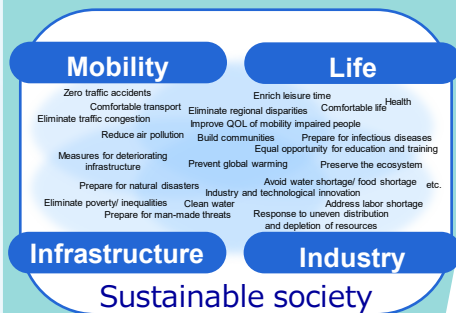 Mobility
Life
Zero traffic accidents
Enrich leisure time
Comfortable transport
Eliminate regional disparities
Comfortable life
Health
Eliminate traffic congestion
Improve QOL of mobility impaired people
Reduce air pollution
Build communities
Prepare for infectious diseases
Equal opportunity for education and training
Measures for deteriorating
infrastructure
Prevent global warming
Preserve the ecosystem
Prepare for natural disasters
Avoid water shortage/ food shortage
etc.
Industry and technological innovation
Eliminate poverty/ inequalities
Clean water
Address labor shortage
Prepare for man-made threats
Response to uneven distribution
and depletion of resources
Infrastructure
Industry
Sustainable society